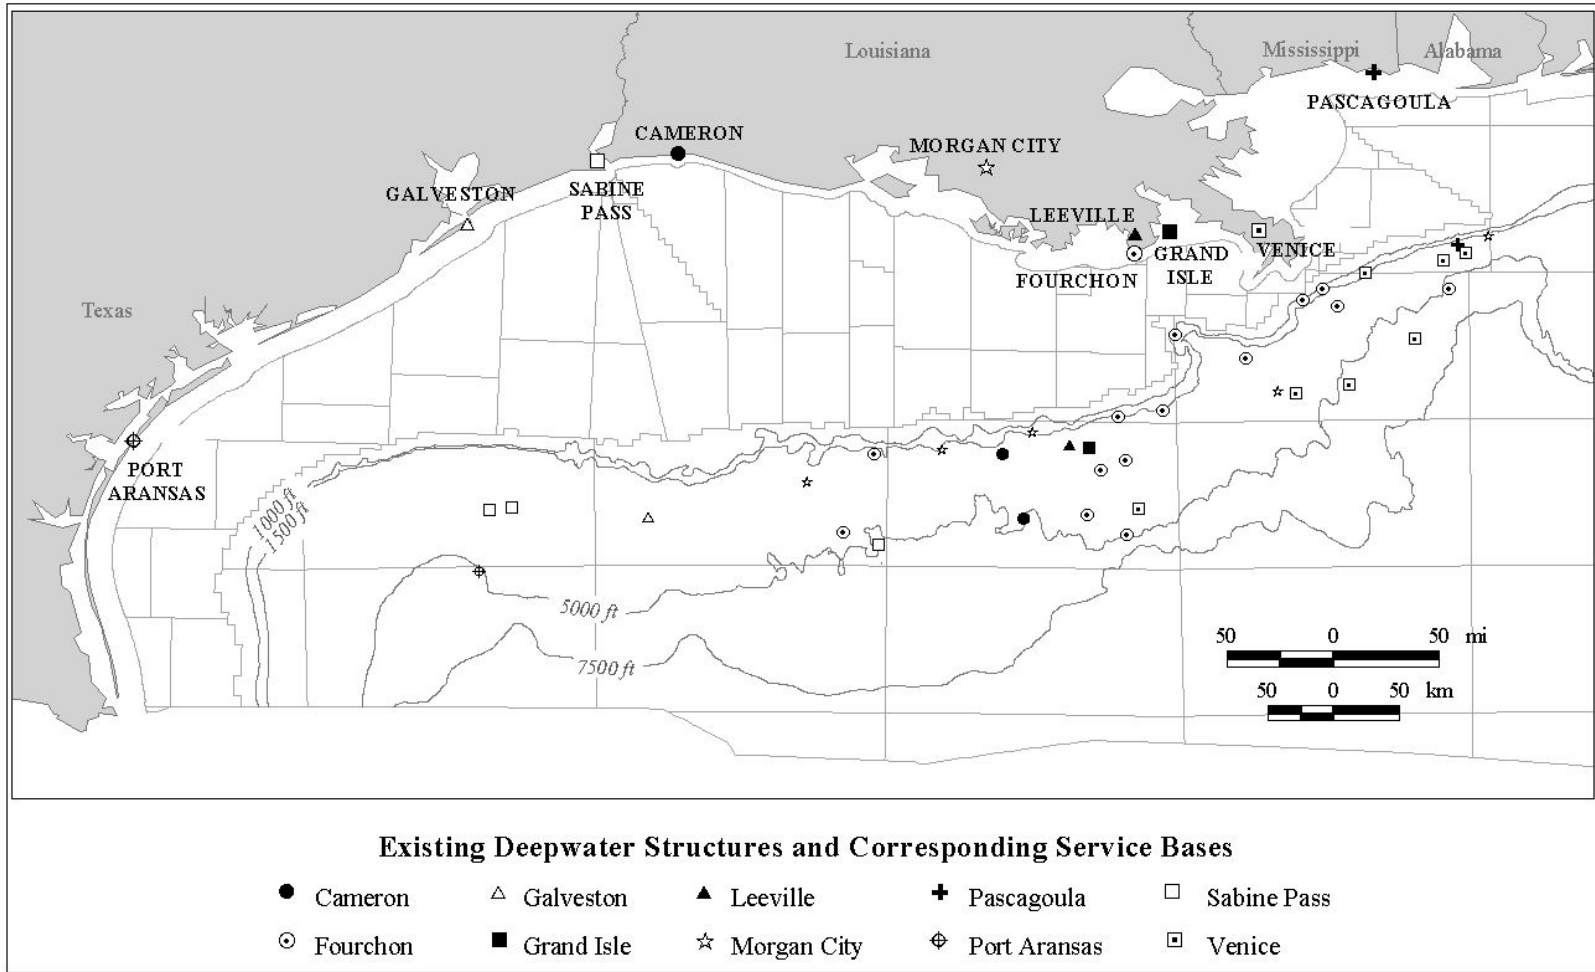 Louisiana
Mississippi
Alabama
PASCAGOULA
CAMERON
MORGAN CITY
GALVESTON
SABINE
PASS
LEEVILLE
GRAND
ISLE
VENICE
FOURCHON
Texas
PORT
ARANSAS
1000 ft
1500 ft
5000 ft
7500 ft
50 0 50 mi
50 0 50 km
Existing Deepwater Structures and Corresponding Service Bases
Cameron Galveston Leeville Pascagoula Sabine Pass
Fourchon Grand Isle Morgan City Port Aransas Venice